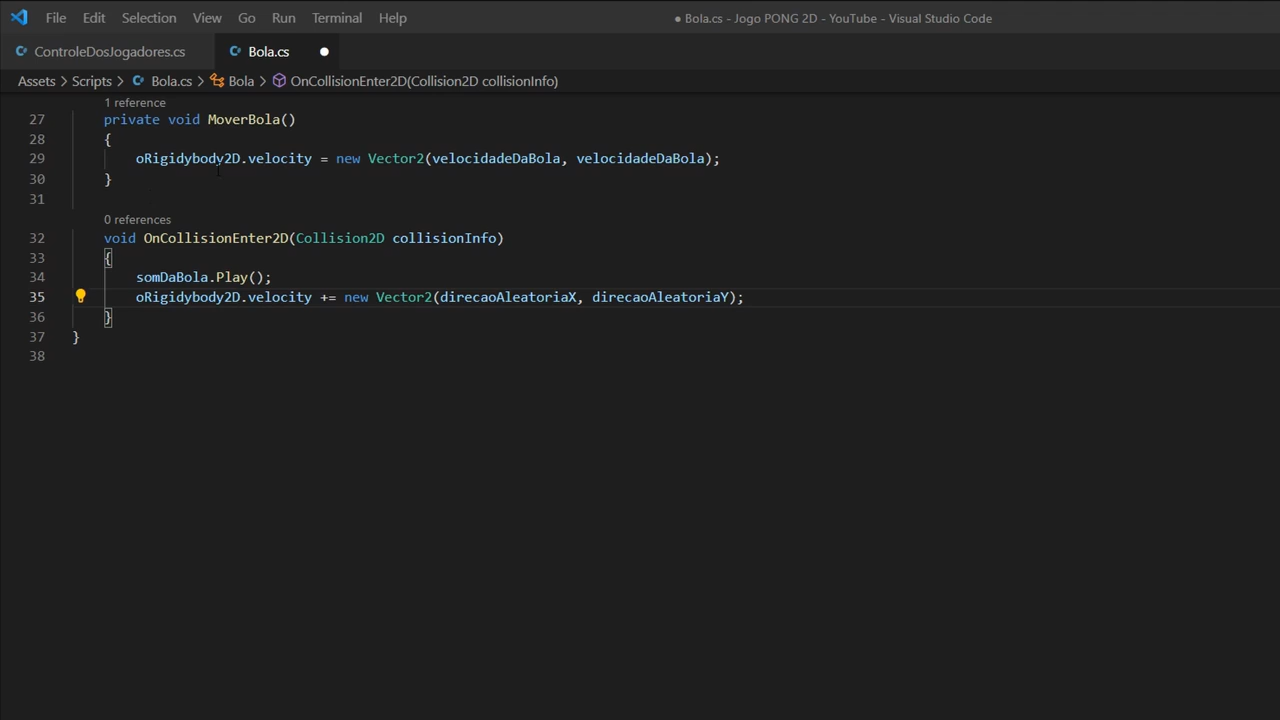 File Edit Selection View Go Run Terminal Help ● Bola.cs - Jogo PONG 2D - YouTube - Visual Studio Code
ControleDosJogadores.cs Bola.cs ●
Assets > Scripts > Bola.cs > Bola > OnCollisionEnter2D(Collision2D collisionInfo)
1 reference
27 private void MoverBola()
28 {
29 oRigidybody2D.velocity = new Vector2(velocidadeDaBola, velocidadeDaBola);
30 }
31
0 references
32 void OnCollisionEnter2D(Collision2D collisionInfo)
33 {
34 somDaBola.Play();
35 oRigidybody2D.velocity += new Vector2(direcaoAleatoriaX, direcaoAleatoriaY);
36 }
37 }
38